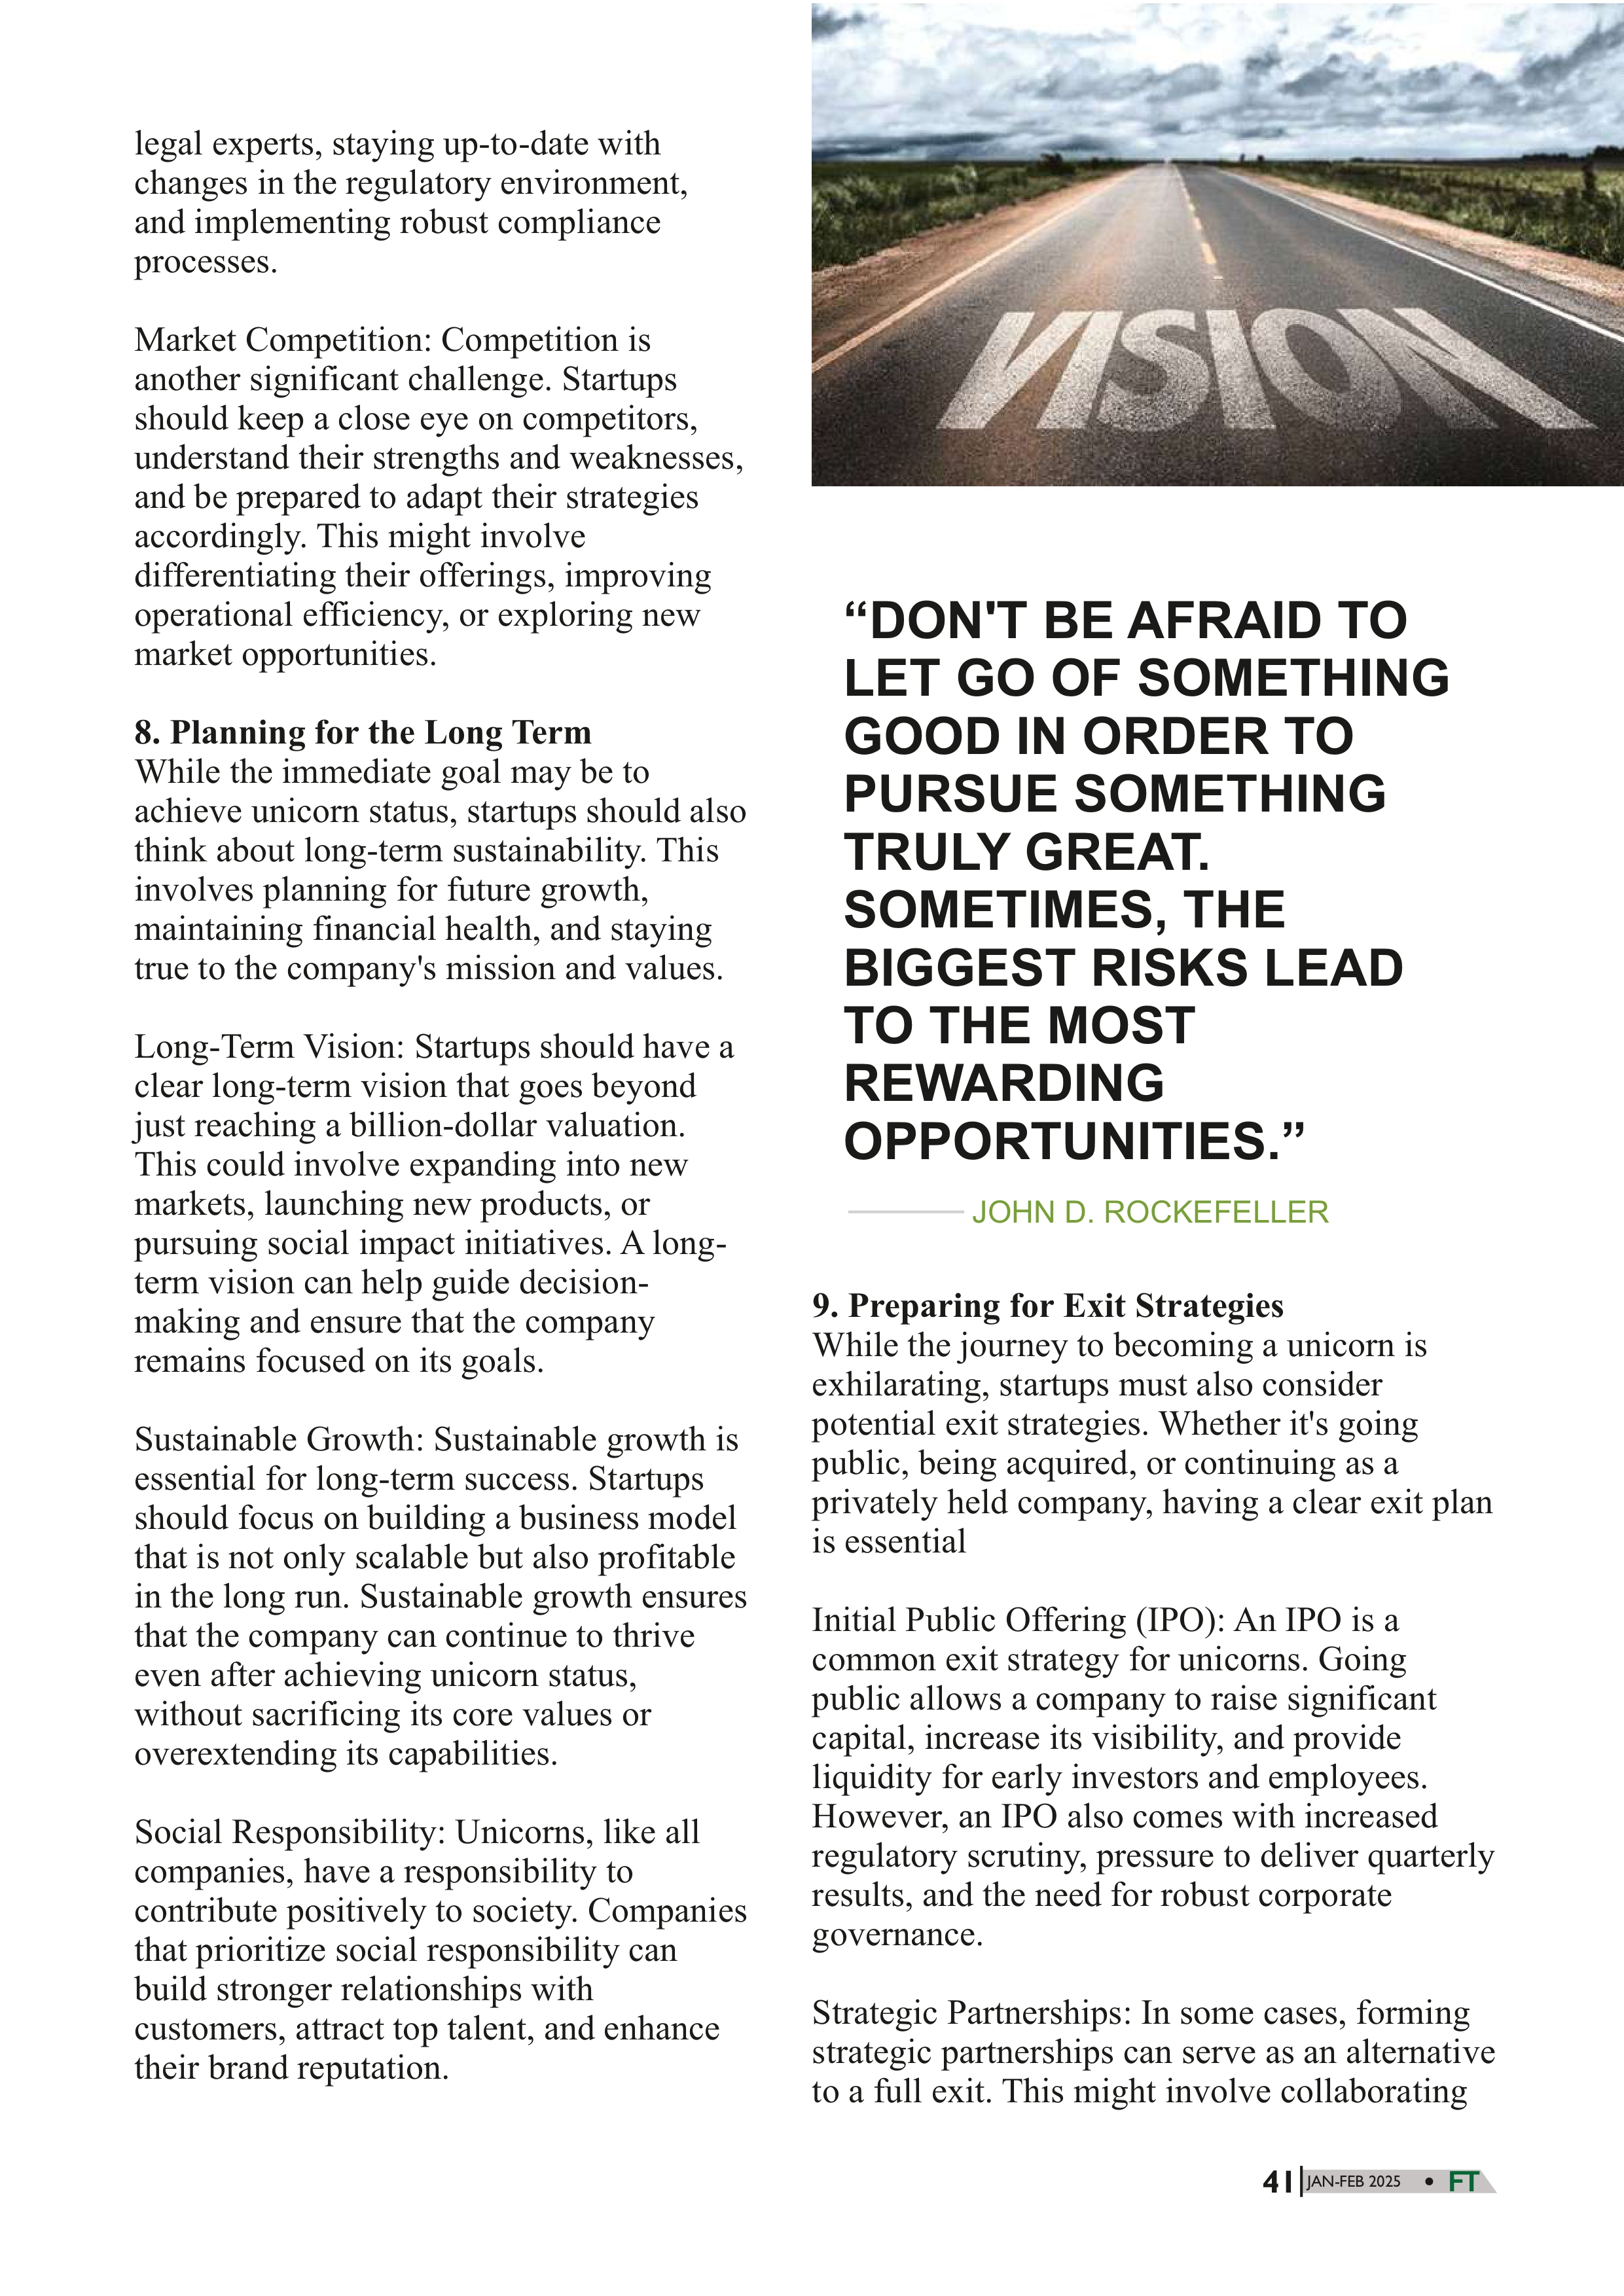 legal experts, staying up-to-date with
changes in the regulatory environment,
and implementing robust compliance
processes.
Market Competition: Competition is
another significant challenge. Startups
should keep a close eye on competitors,
understand their strengths and weaknesses,
and be prepared to adapt their strategies
accordingly. This might involve
differentiating their offerings, improving
operational efficiency, or exploring new
market opportunities.
8. Planning for the Long Term
While the immediate goal may be to
achieve unicorn status, startups should also
think about long-term sustainability. This
involves planning for future growth,
maintaining financial health, and staying
true to the company's mission and values.
Long-Term Vision: Startups should have a
clear long-term vision that goes beyond
just reaching a billion-dollar valuation.
This could involve expanding into new
markets, launching new products, or
pursuing social impact initiatives. A long-
term vision can help guide decision-
making and ensure that the company
remains focused on its goals.
Sustainable Growth: Sustainable growth is
essential for long-term success. Startups
should focus on building a business model
that is not only scalable but also profitable
in the long run. Sustainable growth ensures
that the company can continue to thrive
even after achieving unicorn status,
without sacrificing its core values or
overextending its capabilities.
Social Responsibility: Unicorns, like all
companies, have a responsibility to
contribute positively to society. Companies
that prioritize social responsibility can
build stronger relationships with
customers, attract top talent, and enhance
their brand reputation.
VISION
“DON'T BE AFRAID TO
LET GO OF SOMETHING
GOOD IN ORDER TO
PURSUE SOMETHING
TRULY GREAT.
SOMETIMES, THE
BIGGEST RISKS LEAD
TO THE MOST
REWARDING
OPPORTUNITIES.”
JOHN D. ROCKEFELLER
9. Preparing for Exit Strategies
While the journey to becoming a unicorn is
exhilarating, startups must also consider
potential exit strategies. Whether it's going
public, being acquired, or continuing as a
privately held company, having a clear exit plan
is essential
Initial Public Offering (IPO): An IPO is a
common exit strategy for unicorns. Going
public allows a company to raise significant
capital, increase its visibility, and provide
liquidity for early investors and employees.
However, an IPO also comes with increased
regulatory scrutiny, pressure to deliver quarterly
results, and the need for robust corporate
governance.
Strategic Partnerships: In some cases, forming
strategic partnerships can serve as an alternative
to a full exit. This might involve collaborating
41 JAN-FEB 2025 • FT